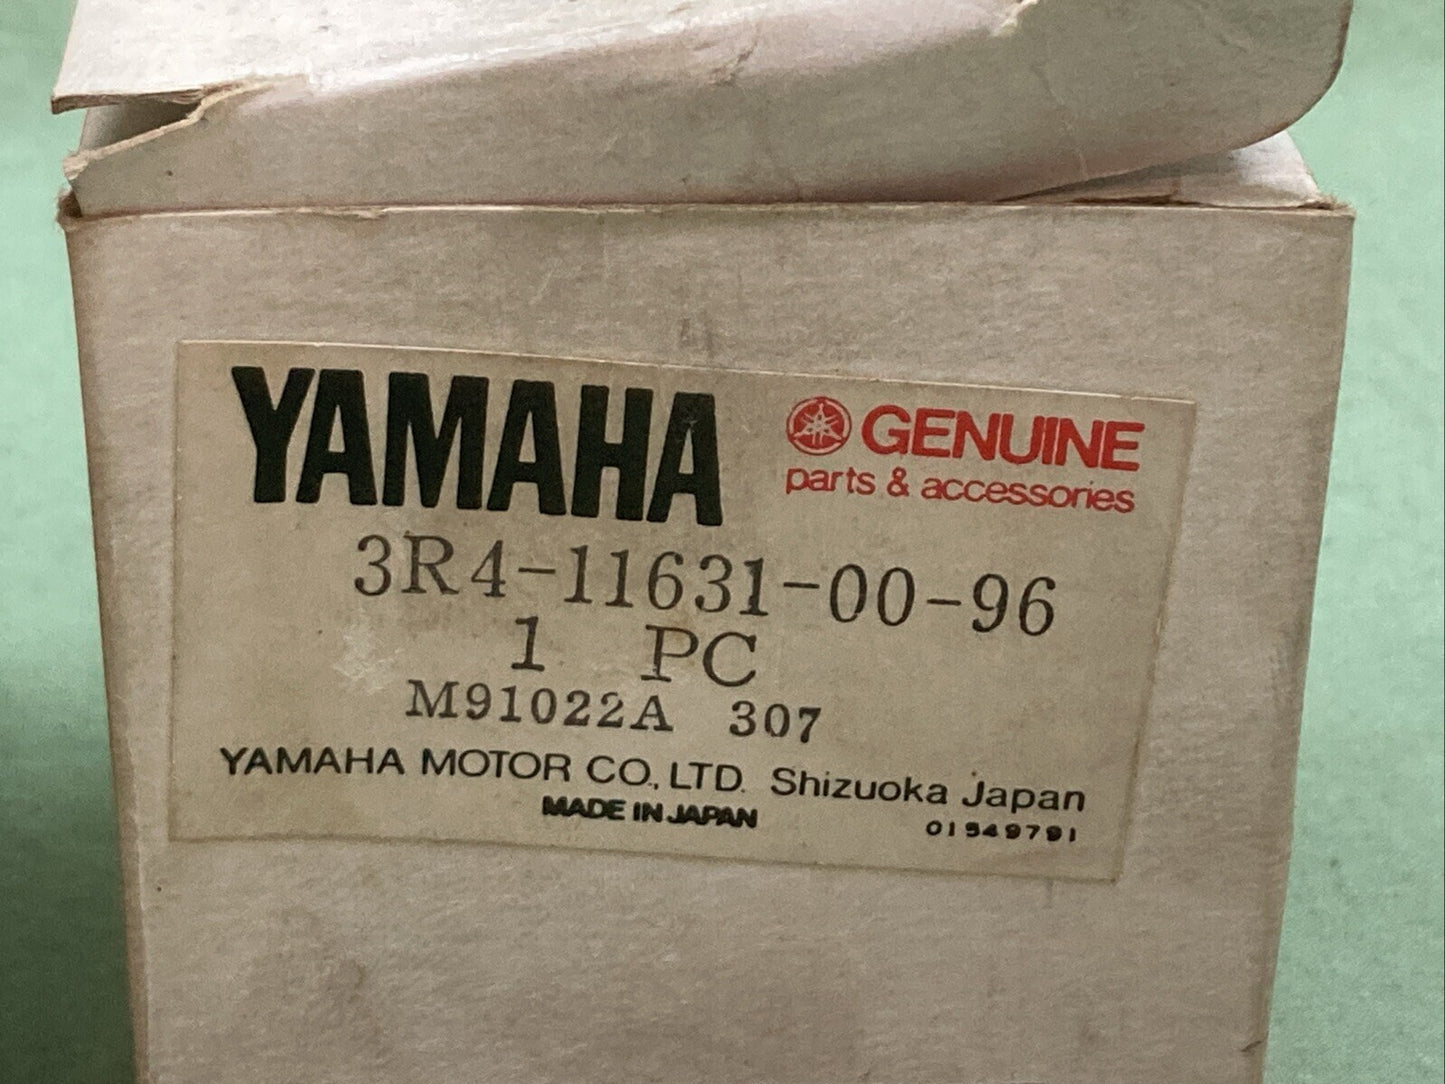 YAMAHA GENUINE
parts & accessories
3R4-11631-00-96
1 PC
M91022A 307
YAMAHA MOTOR CO., LTD. Shizuoka Japan
MADE IN JAPAN 01949791